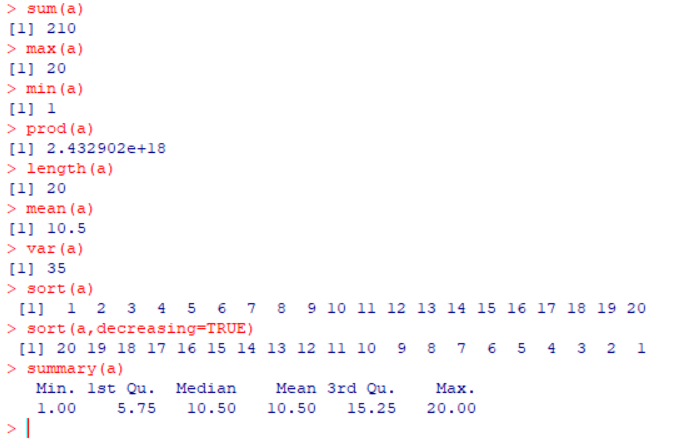 > sum(a)
[1] 210
> max(a)
[1] 20
> min(a)
[1] 1
> prod(a)
[1] 2.432902e+18
> length(a)
[1] 20
> mean(a)
[1] 10.5
> var(a)
[1] 35
> sort(a)
 [1]  1  2  3  4  5  6  7  8  9 10 11 12 13 14 15 16 17 18 19 20
> sort(a,decreasing=TRUE)
 [1] 20 19 18 17 16 15 14 13 12 11 10  9  8  7  6  5  4  3  2  1
> summary(a)
   Min. 1st Qu.  Median    Mean 3rd Qu.    Max. 
   1.00    5.75   10.50   10.50   15.25   20.00 
>